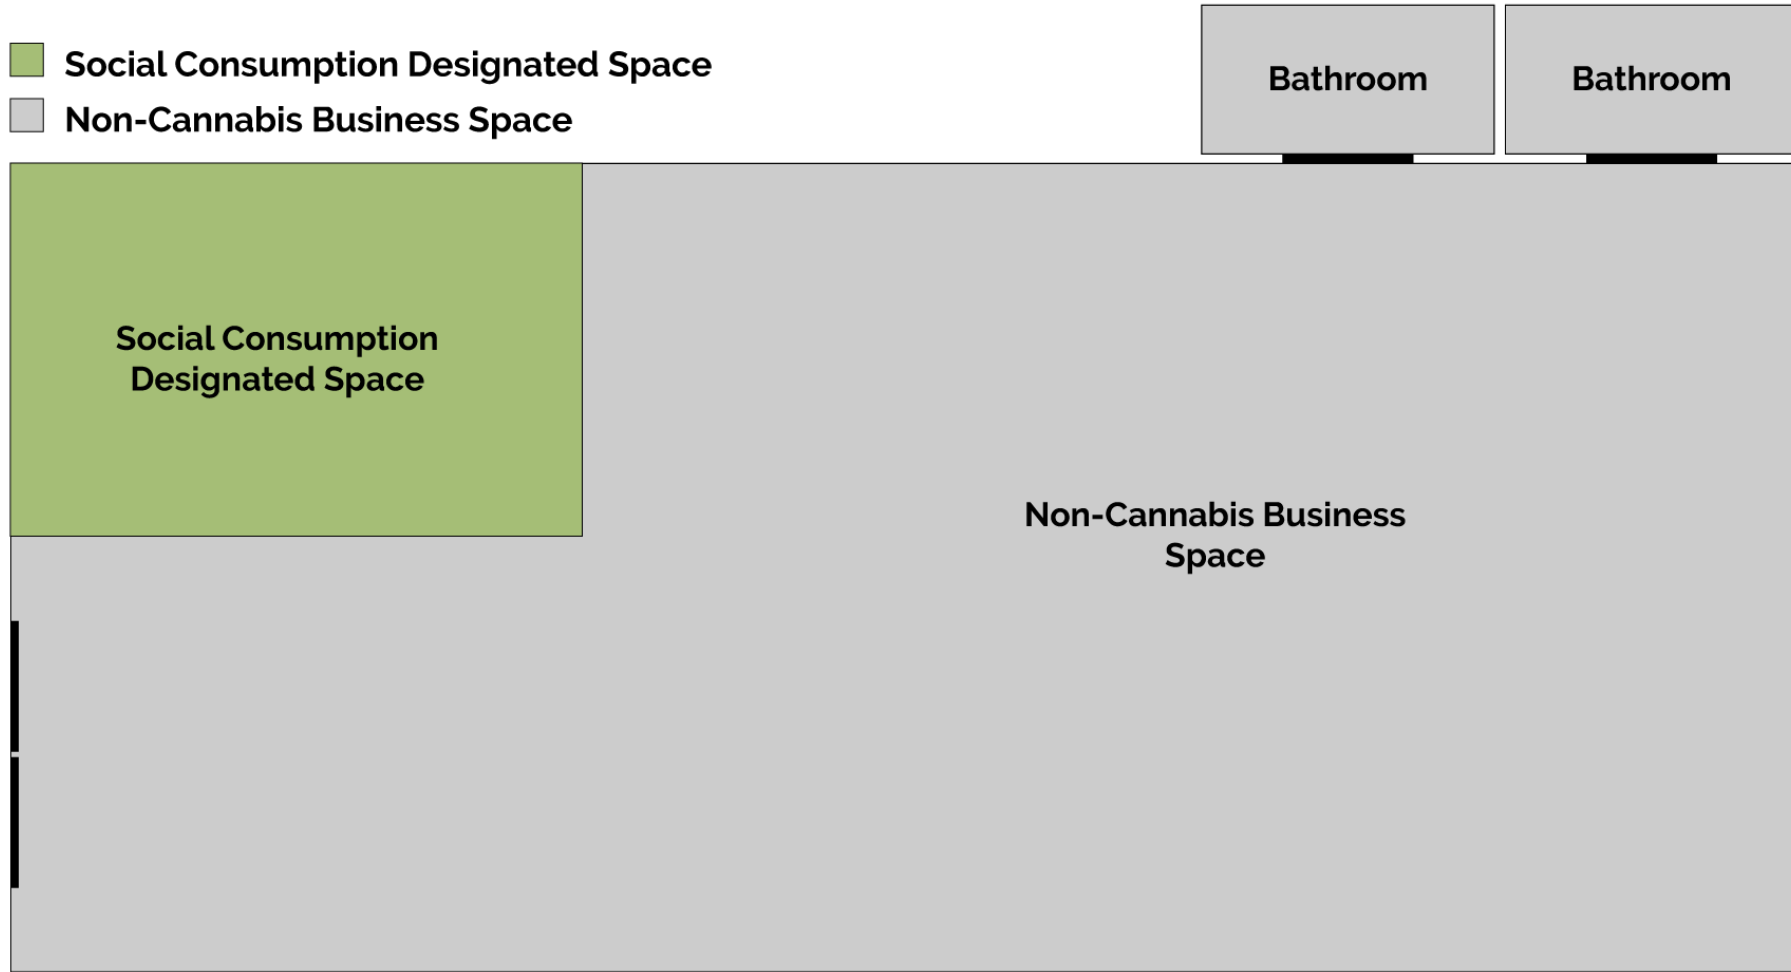 Social Consumption Designated Space
Non-Cannabis Business Space
Bathroom
Bathroom
Social Consumption
Designated Space
Non-Cannabis Business
Space